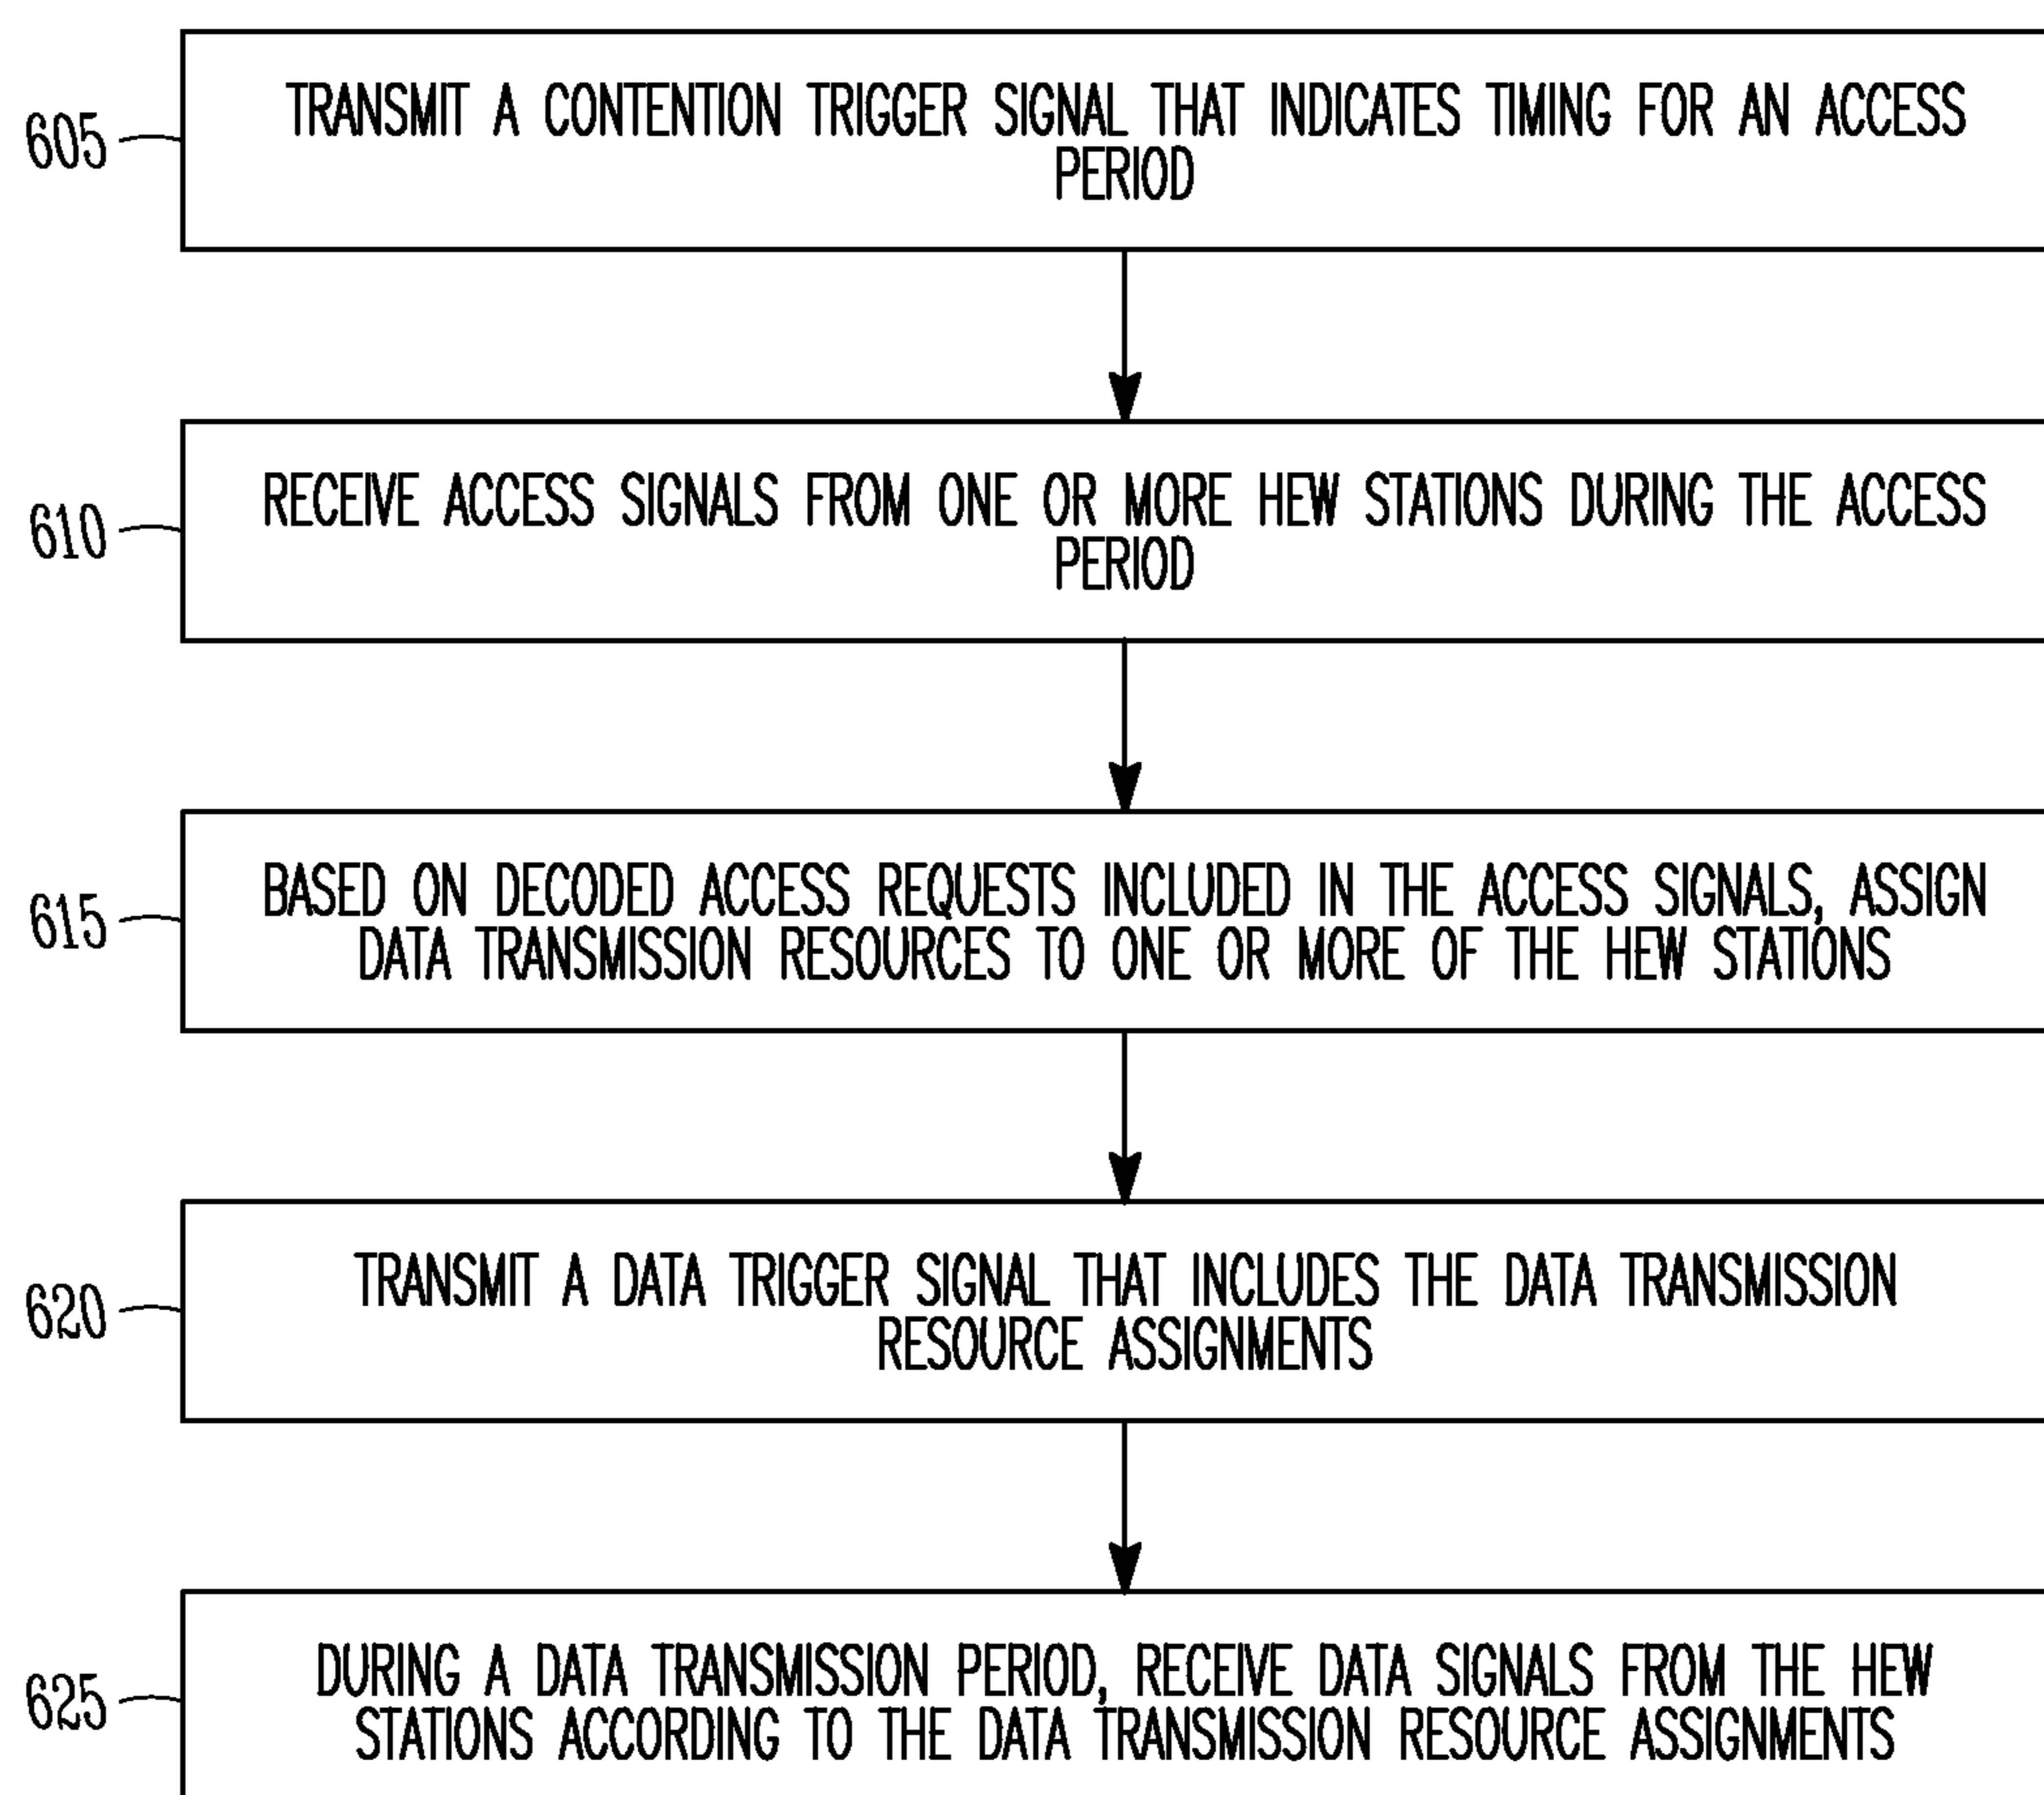 605
TRANSMIT A CONTENTION TRIGGER SIGNAL THAT INDICATES TIMING FOR AN ACCESS
PERIOD
610
RECEIVE ACCESS SIGNALS FROM ONE OR MORE HEW STATIONS DURING THE ACCESS
PERIOD
615
BASED ON DECODED ACCESS REQUESTS INCLUDED IN THE ACCESS SIGNALS, ASSIGN
DATA TRANSMISSION RESOURCES TO ONE OR MORE OF THE HEW STATIONS
620
TRANSMIT A DATA TRIGGER SIGNAL THAT INCLUDES THE DATA TRANSMISSION
RESOURCE ASSIGNMENTS
625
DURING A DATA TRANSMISSION PERIOD, RECEIVE DATA SIGNALS FROM THE HEW
STATIONS ACCORDING TO THE DATA TRANSMISSION RESOURCE ASSIGNMENTS